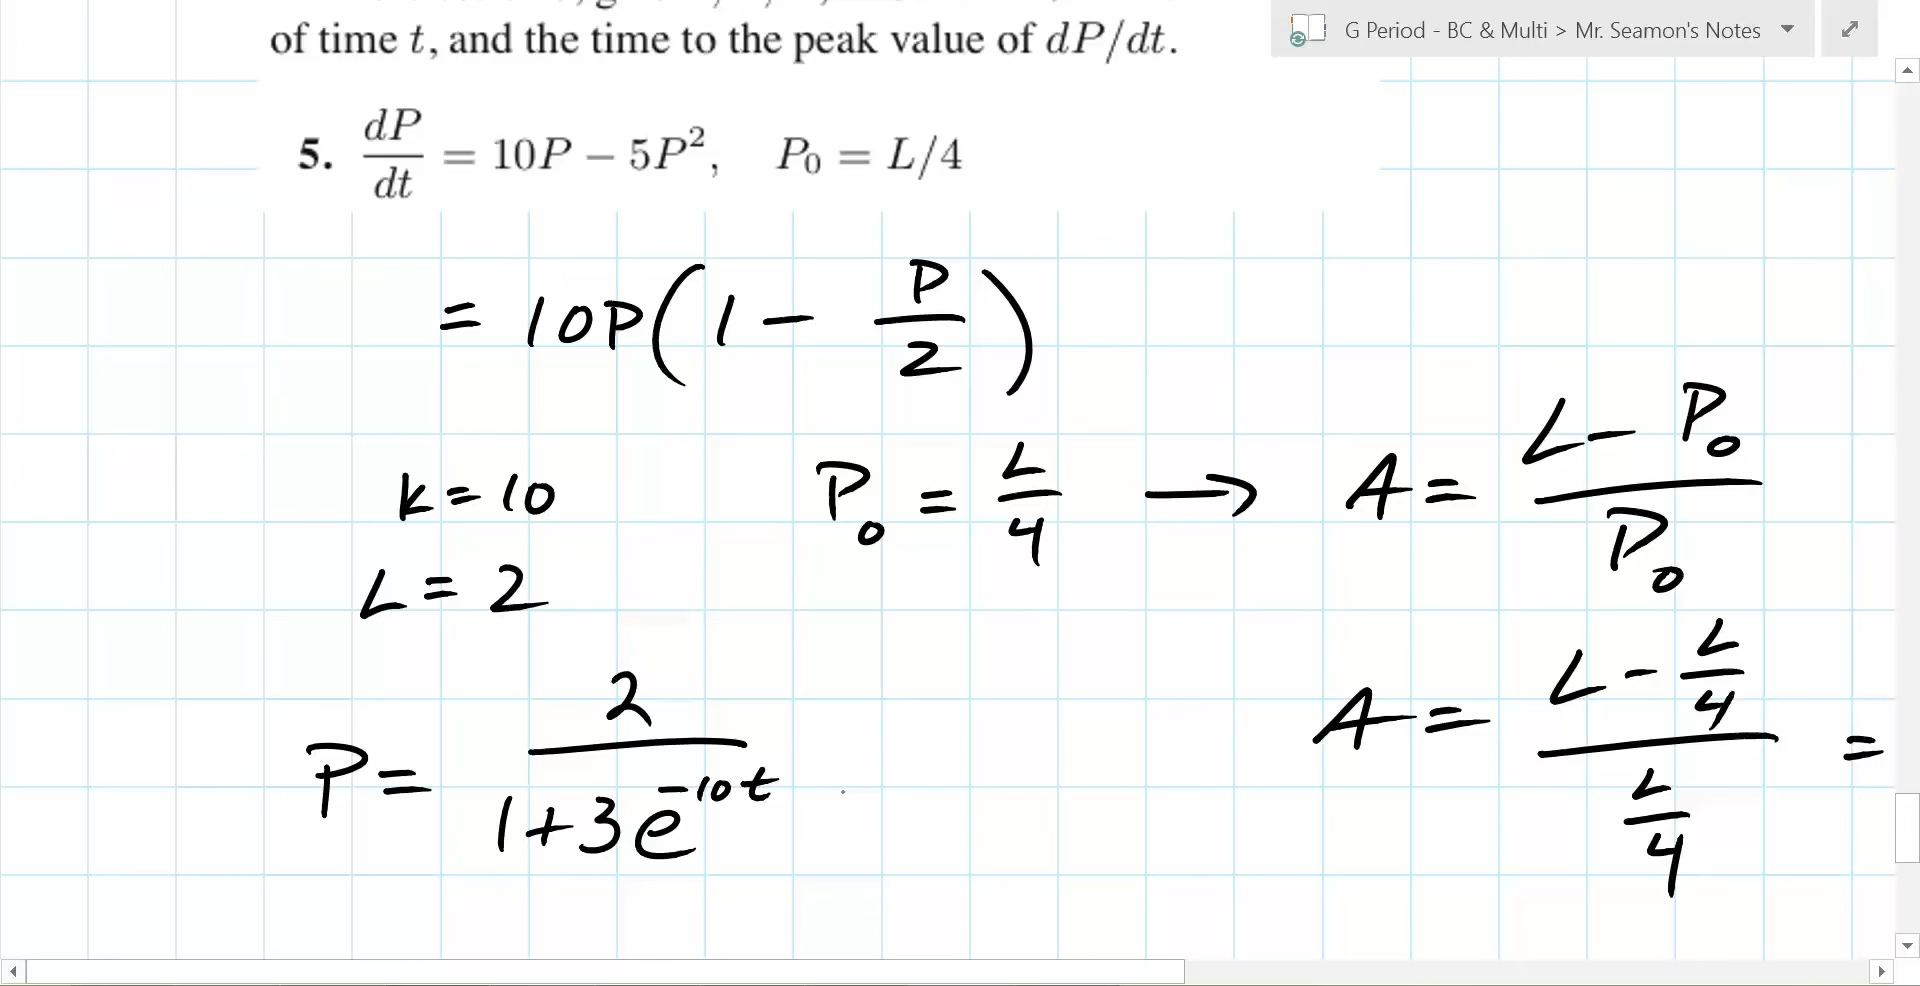 of time t, and the time to the peak value of dP/dt.
G Period - BC & Multi > Mr. Seamon's Notes
5. dP/dt = 10P − 5P², P₀ = L/4
= 10P(1 − P/2)
k = 10
P₀ = L/4 → A = (L − P₀)/P₀
L = 2
P = 2/(1+3e^(-10t))
A = (L − L/4)/(L/4) =